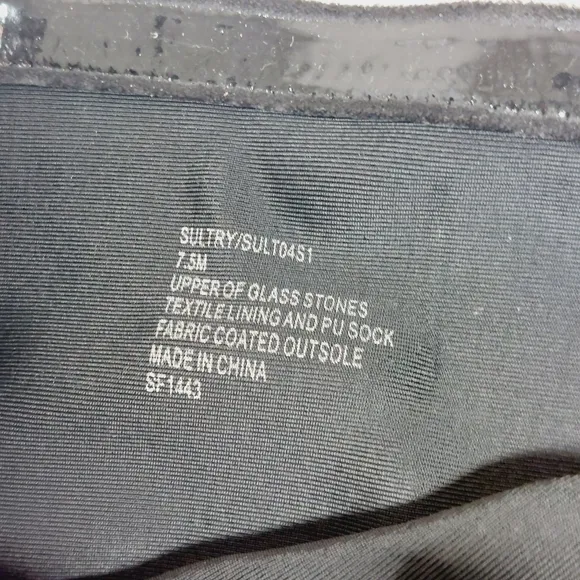 SULTRY/SULT04S1
7.5M
UPPER OF GLASS STONES
TEXTILE LINING AND PU SOCK
FABRIC COATED OUTSOLE
MADE IN CHINA
SF1443